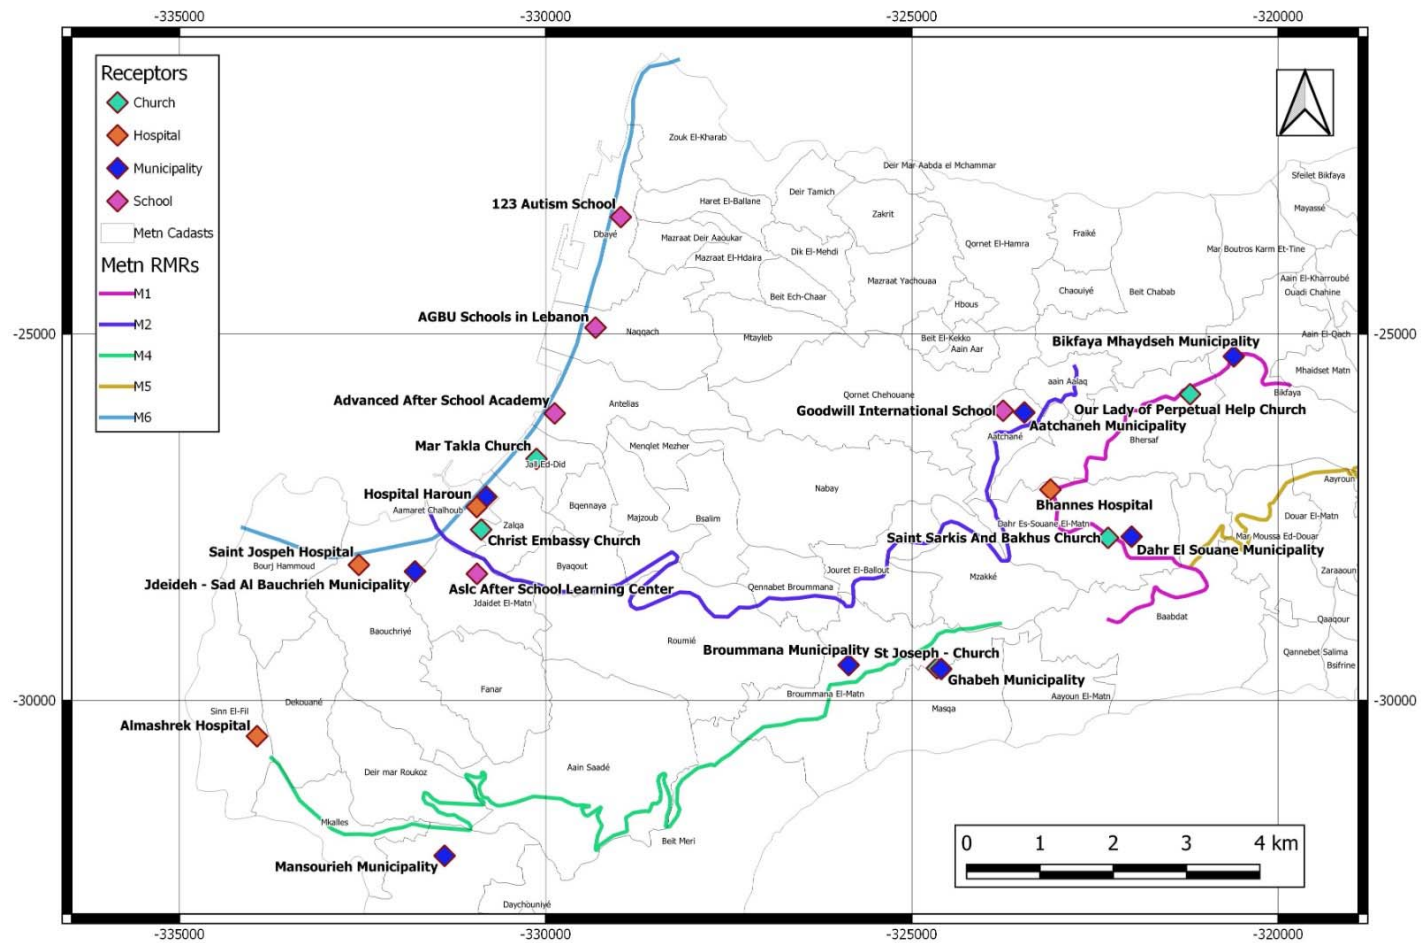 -335000
-330000
-325000
-320000
Receptors
Church
Hospital
Municipality
School
Metn Cadasts
Metn RMRs
M1
M2
M4
M5
M6
Zouk El-Kharab
Deir Mar Aabda el Mchammar
Sfeilet Bikfaya
Deir Tamich
123 Autism School
Haret El-Ballane
Zakrit
Mayassé
Dbayé
Mazraat Deir Aaoukar
Fraiké
Qornet El-Hamra
Dik El-Mehdi
Mar Boutros Karm Et-Tine
Mazraat El-Hdaira
Mazraat Yachouaa
Aain El-Kharroubé
Beit Ech-Chaar
Chaouiyé
Beit Chabab
Ouadi Chahine
Hbous
AGBU Schools in Lebanon
-25000
Naqqach
Mtayleb
Beit El-Kekko
Aain Aar
Aain El-Qach
-25000
Bikfaya Mhaydseh Municipality
Mhaidset Matn
aain Aalaq
Qornet Chehouane
Bikfaya
Advanced After School Academy
Antelias
Goodwill International School
Our Lady of Perpetual Help Church
Aatchaneh Municipality
Aatchané
Bhersaf
Mar Takla Church
Menqlet Mezher
Jall Ed-Did
Aayroun
Hospital Haroun
Nabay
Aamaret Chalhoub
Bqennaya
Bhannes Hospital
Majzoub
Bsalim
Douar El-Matn
Zalqa
Dahr Es-Souane El-Matn
Christ Embassy Church
Saint Sarkis And Bakhus Church
Mar Moussa Ed-Douar
Saint Jospeh Hospital
Dahr El Souane Municipality
Bourj Hammoud
Byaqout
Jouret El-Ballout
Mzakké
Zaraaoun
Jdeideh - Sad Al Bauchrieh Municipality
Aslc After School Learning Center
Qennabet Broummana
Jdaidet El-Matn
Baabdat
Qaaqour
Baouchriyé
Roumié
Broummana Municipality
St Joseph - Church
Qannebet Salima
Bsifrine
Fanar
Ghabeh Municipality
Broummana El-Matn
Aayoun El-Matn
-30000
Dekouané
Masqa
-30000
Sinn El-Fil
Almashrek Hospital
Deir mar Roukoz
Aain Saadé
Mkalles
Beit Meri
0 1 2 3 4 km
Mansourieh Municipality
Daychouniyé
-335000
-330000
-325000
-320000